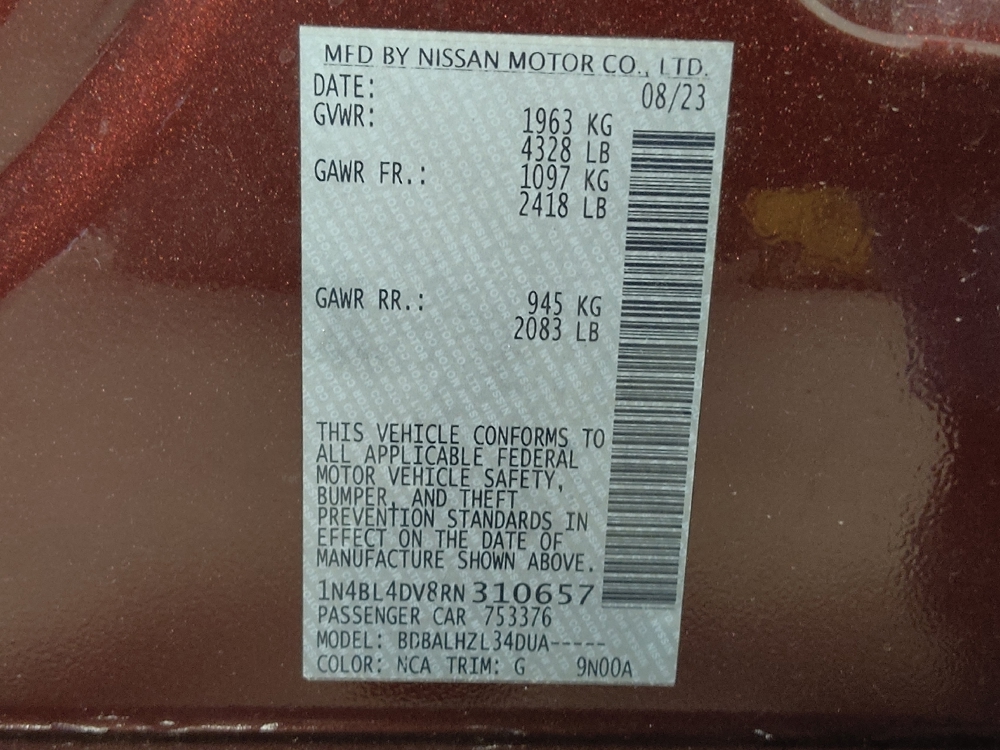 MFD BY NISSAN MOTOR CO., LTD.
DATE: 08/23
GVWR: 1963 KG
4328 LB
GAWR FR.: 1097 KG
2418 LB
GAWR RR.: 945 KG
2083 LB
THIS VEHICLE CONFORMS TO
ALL APPLICABLE FEDERAL
MOTOR VEHICLE SAFETY,
BUMPER, AND THEFT
PREVENTION STANDARDS IN
EFFECT ON THE DATE OF
MANUFACTURE SHOWN ABOVE.
1N4BL4DV8RN310657
PASSENGER CAR 753376
MODEL: BDBALHZL34DUA-----
COLOR: NCA TRIM: G 9N00A